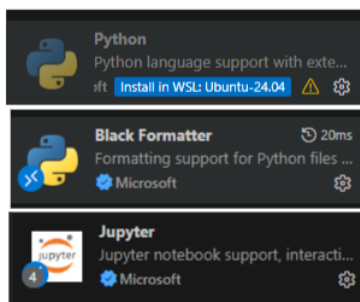 Python
Python language support with exte...
ft Install in WSL: Ubuntu-24.04
Black Formatter 20ms
Formatting support for Python files ...
Microsoft
Jupyter
jupyter
Jupyter notebook support, interacti...
4 Microsoft